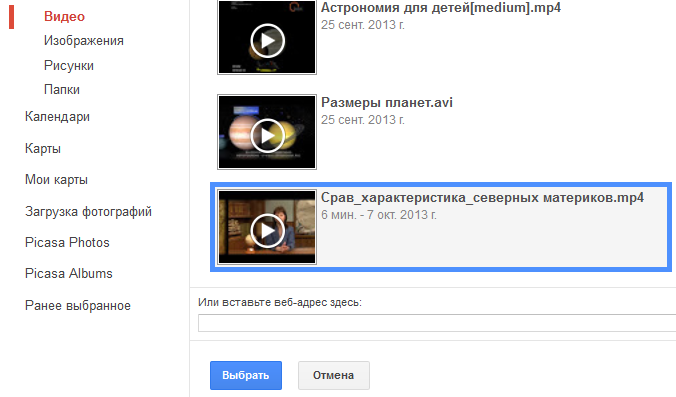 Видео
Изображения
Рисунки
Папки
Календари
Карты
Мои карты
Загрузка фотографий
Picasa Photos
Picasa Albums
Ранее выбранное
Астрономия для детей[medium].mp4
25 сент. 2013 г.
Размеры планет.avi
25 сент. 2013 г.
Срав_характеристика_северных материков.mp4
6 мин. - 7 окт. 2013 г.
Или вставьте веб-адрес здесь:
Выбрать
Отмена